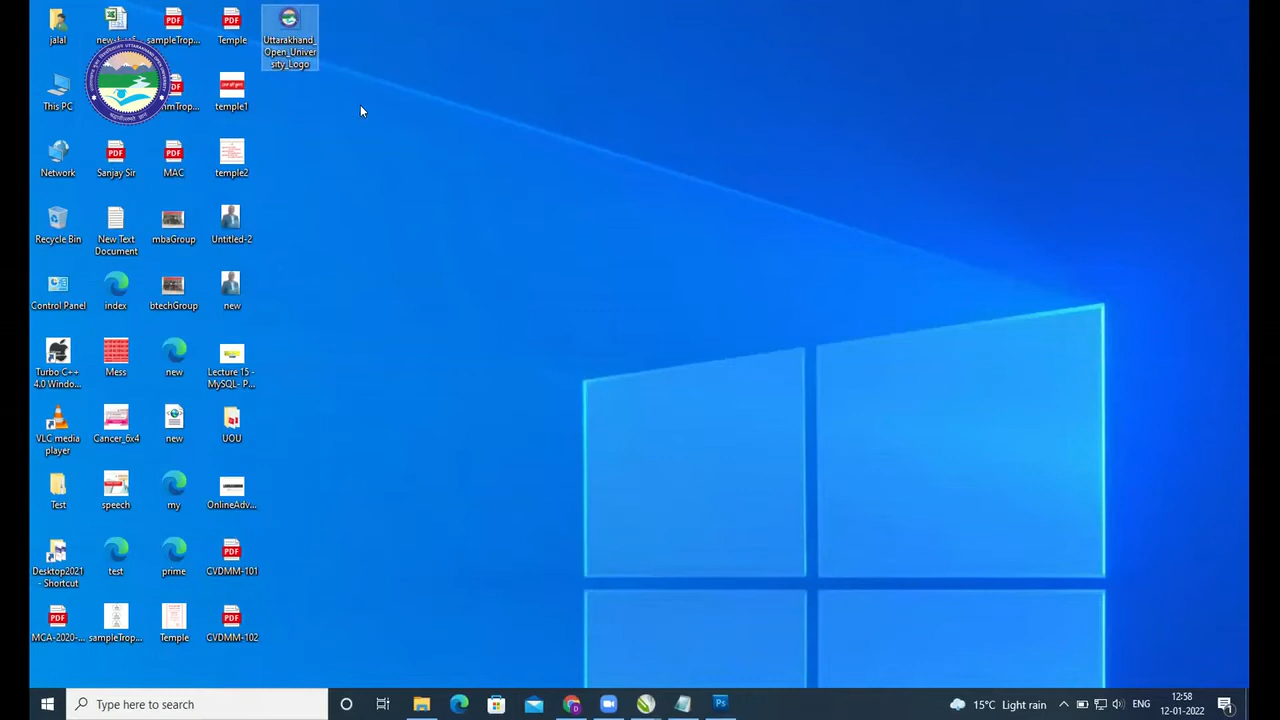 jalal
new
sampleTrop...
Temple
Uttarakhand_
Open_Univer
sity_Logo
This PC
mTrop...
temple1
Network
Sanjay Sir
MAC
temple2
Recycle Bin
New Text
Document
mbaGroup
Untitled-2
Control Panel
index
btechGroup
new
Turbo C++
4.0 Windo...
Mess
new
Lecture 15 -
MySQL- P...
VLC media
player
Cancer_6x4
new
UOU
Test
speech
my
OnlineAdv...
Desktop2021
- Shortcut
test
prime
CVDMM-101
MCA-2020-...
sampleTrop...
Temple
CVDMM-102
Type here to search
15°C Light rain
ENG
12:58
12-01-2022